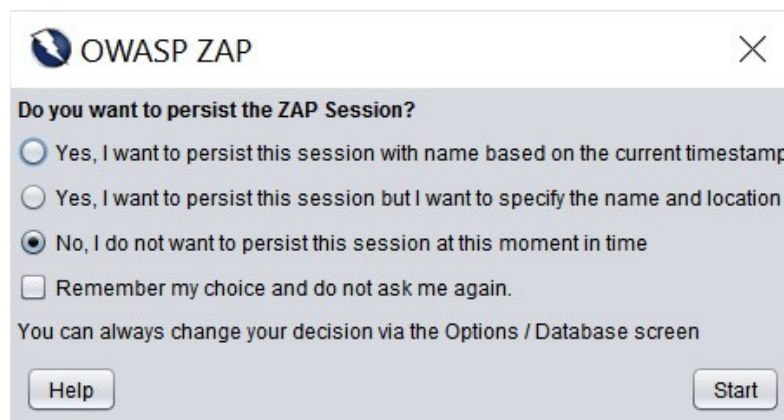 OWASP ZAP
Do you want to persist the ZAP Session?
Yes, I want to persist this session with name based on the current timestamp
Yes, I want to persist this session but I want to specify the name and location
No, I do not want to persist this session at this moment in time
Remember my choice and do not ask me again.
You can always change your decision via the Options / Database screen
Help
Start